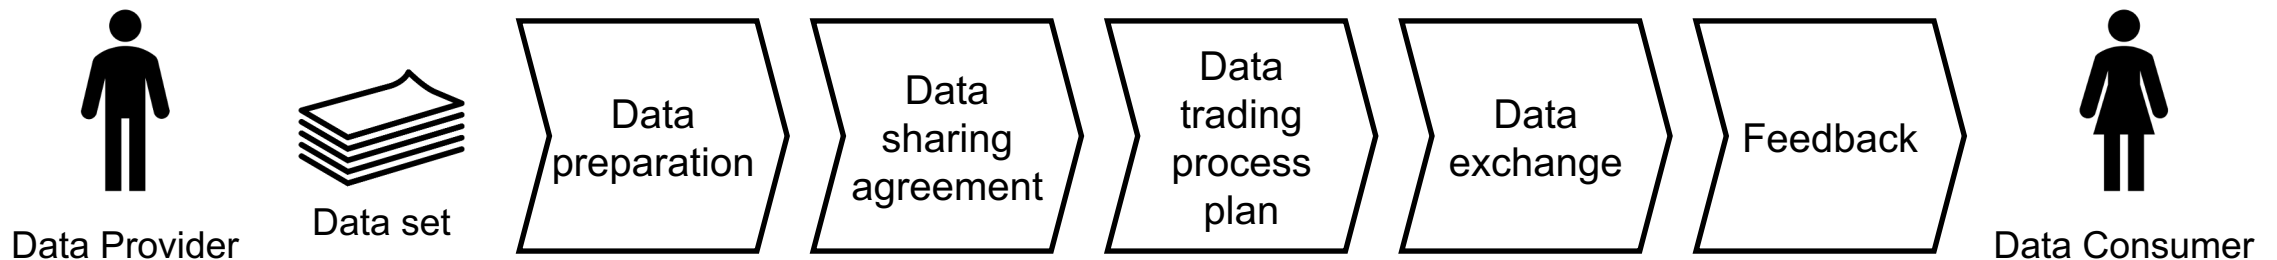 Data Provider
Data set
Data
preparation
Data
sharing
agreement
Data
trading
process
plan
Data
exchange
Feedback
Data Consumer